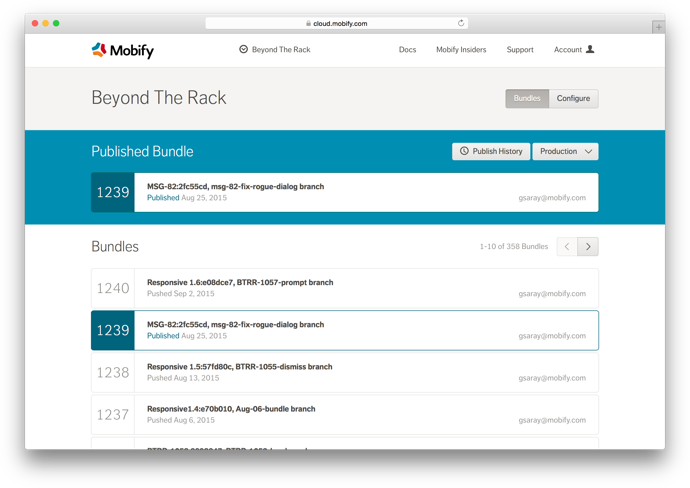 cloud.mobify.com
Mobify
Beyond The Rack
Docs
Mobify Insiders
Support
Account
Beyond The Rack
Bundles
Configure
Published Bundle
Publish History
Production
1239
MSG-82:2fc55cd, msg-82-fix-rogue-dialog branch
Published Aug 25, 2015
gsaray@mobify.com
Bundles
1-10 of 358 Bundles
1240
Responsive 1.6:e08dce7, BTRR-1057-prompt branch
Pushed Sep 2, 2015
gsaray@mobify.com
1239
MSG-82:2fc55cd, msg-82-fix-rogue-dialog branch
Published Aug 25, 2015
gsaray@mobify.com
1238
Responsive 1.5:57fd80c, BTRR-1055-dismiss branch
Pushed Aug 13, 2015
gsaray@mobify.com
1237
Responsive1.4:e70b010, Aug-06-bundle branch
Pushed Aug 6, 2015
gsaray@mobify.com